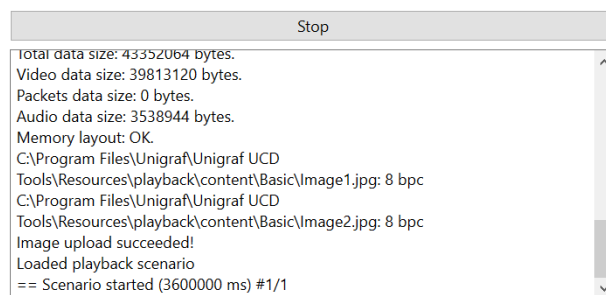 Stop
Total data size: 43352064 bytes.
Video data size: 39813120 bytes.
Packets data size: 0 bytes.
Audio data size: 3538944 bytes.
Memory layout: OK.
C:\Program Files\Unigraf\Unigraf UCD
Tools\Resources\playback\content\Basic\Image1.jpg: 8 bpc
C:\Program Files\Unigraf\Unigraf UCD
Tools\Resources\playback\content\Basic\Image2.jpg: 8 bpc
Image upload succeeded!
Loaded playback scenario
== Scenario started (3600000 ms) #1/1